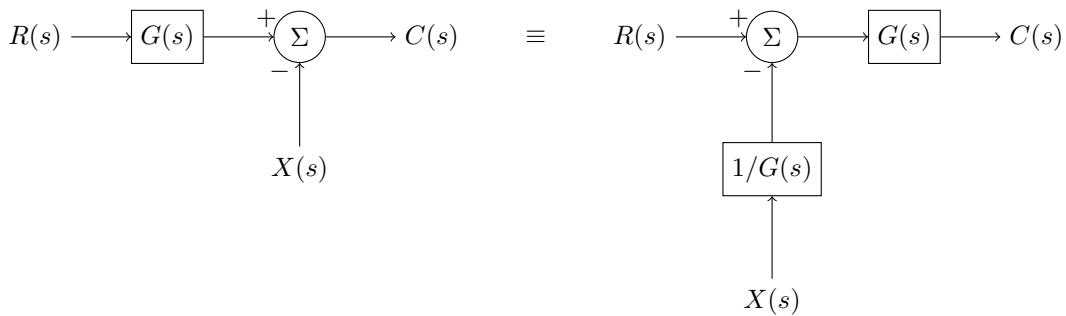 + +
R(s) G(s) Σ C(s) ≡ R(s) Σ G(s) C(s)
− −
X(s) 1/G(s)
X(s)